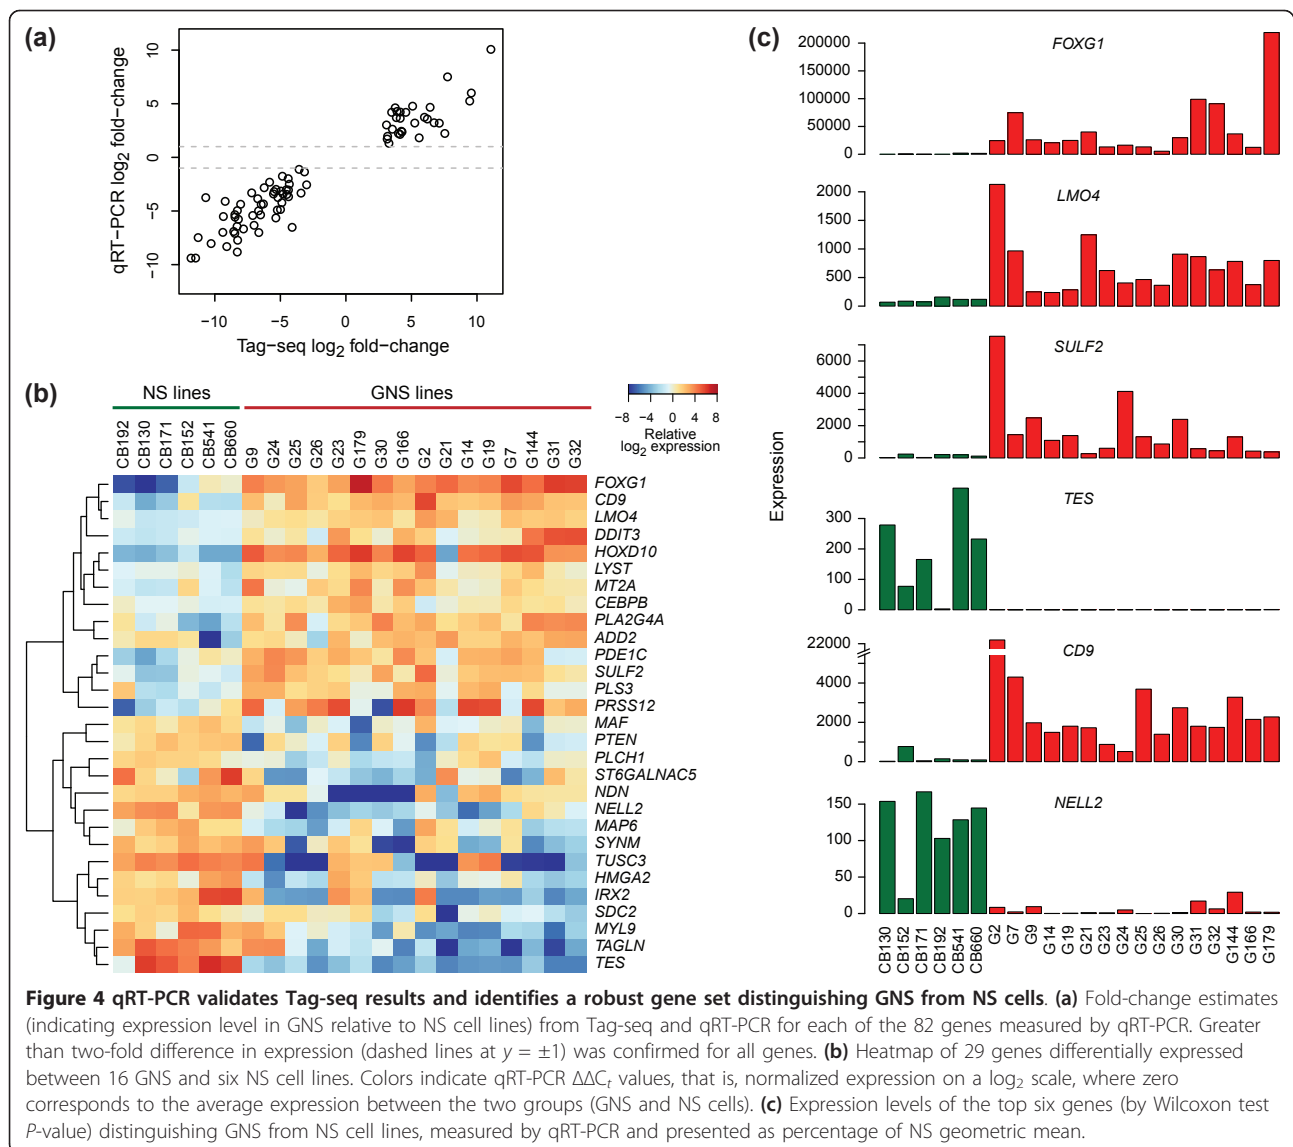 (a)
10
5
0
−5
−10
qRT−PCR log2 fold−change
−10 −5 0 5 10
Tag−seq log2 fold−change
(b)
NS lines
GNS lines
−8 −4 0 4 8
Relative
log2 expression
CB192 CB130 CB171 CB152 CB541 CB660 G9 G24 G25 G26 G23 G179 G30 G166 G2 G21 G14 G19 G7 G144 G31 G32
FOXG1
CD9
LMO4
DDIT3
HOXD10
LYST
MT2A
CEBPB
PLA2G4A
ADD2
PDE1C
SULF2
PLS3
PRSS12
MAF
PTEN
PLCH1
ST6GALNAC5
NDN
NELL2
MAP6
SYNM
TUSC3
HMGA2
IRX2
SDC2
MYL9
TAGLN
TES
(c)
Expression
FOXG1
200000
150000
100000
50000
0
LMO4
2000
1500
1000
500
0
SULF2
6000
4000
2000
0
TES
300
200
100
0
CD9
22000
4000
2000
0
NELL2
150
100
50
0
CB130 CB152 CB171 CB192 CB541 CB660 G2 G7 G9 G14 G19 G21 G23 G24 G25 G26 G30 G31 G32 G144 G166 G179
Figure 4 qRT-PCR validates Tag-seq results and identifies a robust gene set distinguishing GNS from NS cells. (a) Fold-change estimates
(indicating expression level in GNS relative to NS cell lines) from Tag-seq and qRT-PCR for each of the 82 genes measured by qRT-PCR. Greater
than two-fold difference in expression (dashed lines at y = ±1) was confirmed for all genes. (b) Heatmap of 29 genes differentially expressed
between 16 GNS and six NS cell lines. Colors indicate qRT-PCR ΔΔCt values, that is, normalized expression on a log2 scale, where zero
corresponds to the average expression between the two groups (GNS and NS cells). (c) Expression levels of the top six genes (by Wilcoxon test
P-value) distinguishing GNS from NS cell lines, measured by qRT-PCR and presented as percentage of NS geometric mean.